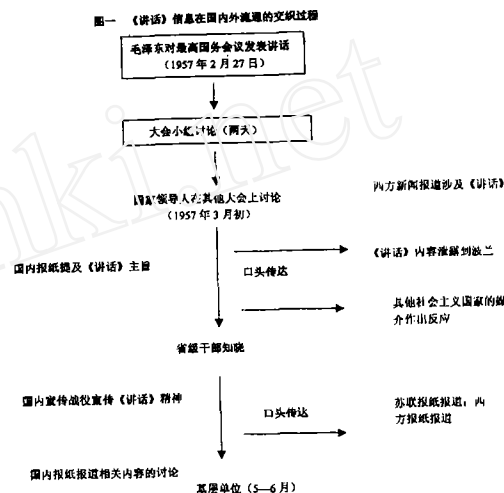 图一 《讲话》信息在国内外流通的交织过程
毛泽东对最高国务会议发表讲话
（1957年2月27日）
大会小组讨论（两天）
领导人在其他大会上讨论
（1957年3月初）
西方新闻报道涉及《讲话》
国内报纸提及《讲话》主旨
口头传达
《讲话》内容泄露到波兰
其他社会主义国家的媒
介作出反应
省级干部知晓
国内宣传战役宣传《讲话》精神
口头传达
苏联报纸报道；西
方报纸报道
国内报纸报道相关内容的讨论
基层单位（5—6月）
nki.net